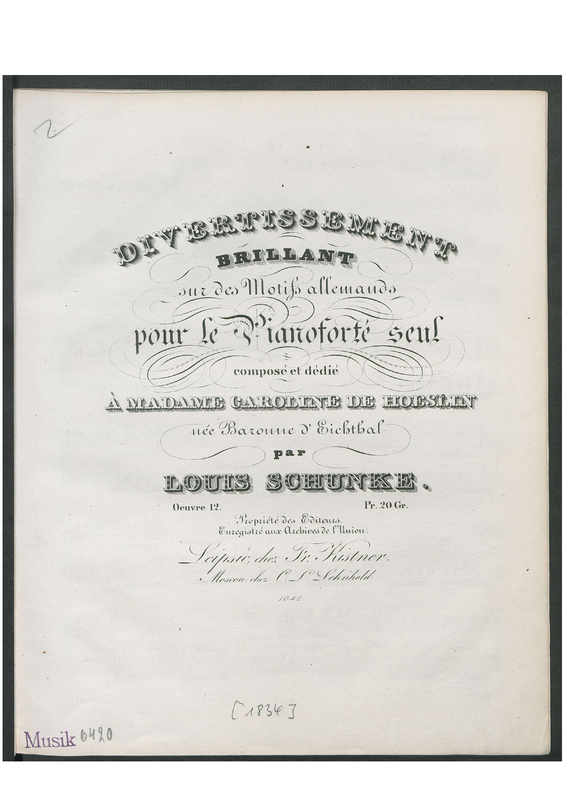 2
DIVERTISSEMENT
BRILLANT
sur des Motifs allemands
pour le Pianoforté seul
composé et dédié
À MADAME CAROLINE DE HOESLIN
née Baronne d'Eichthal
par
LOUIS SCHUNKE.
Oeuvre 12. Pr. 20 Gr.
Propriété des Editeurs.
Enregistré aux Archives de l'Union.
Leipsic, chez Fr. Kistner.
Moscou chez C. L. Lehnhold
1042
[1834]
Musik 6420